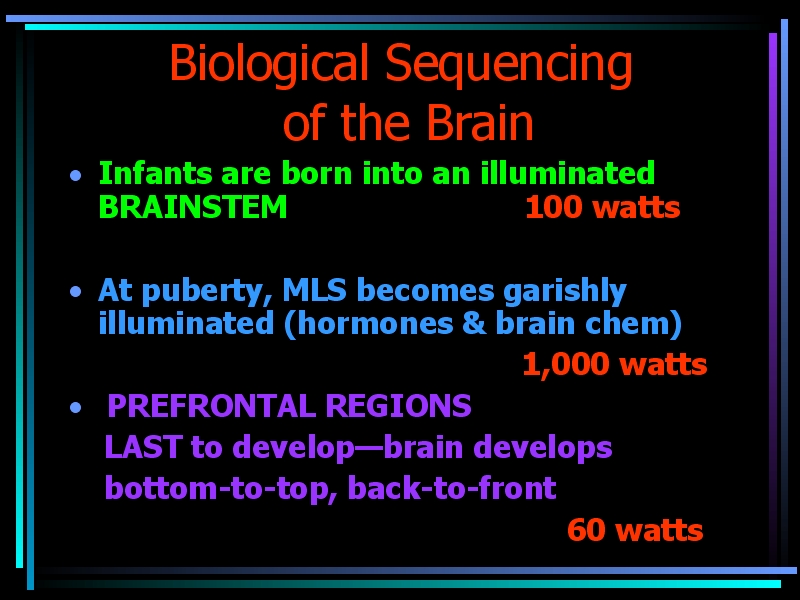 Biological Sequencing
of the Brain
• Infants are born into an illuminated
BRAINSTEM 100 watts
• At puberty, MLS becomes garishly
illuminated (hormones & brain chem)
1,000 watts
• PREFRONTAL REGIONS
LAST to develop—brain develops
bottom-to-top, back-to-front
60 watts